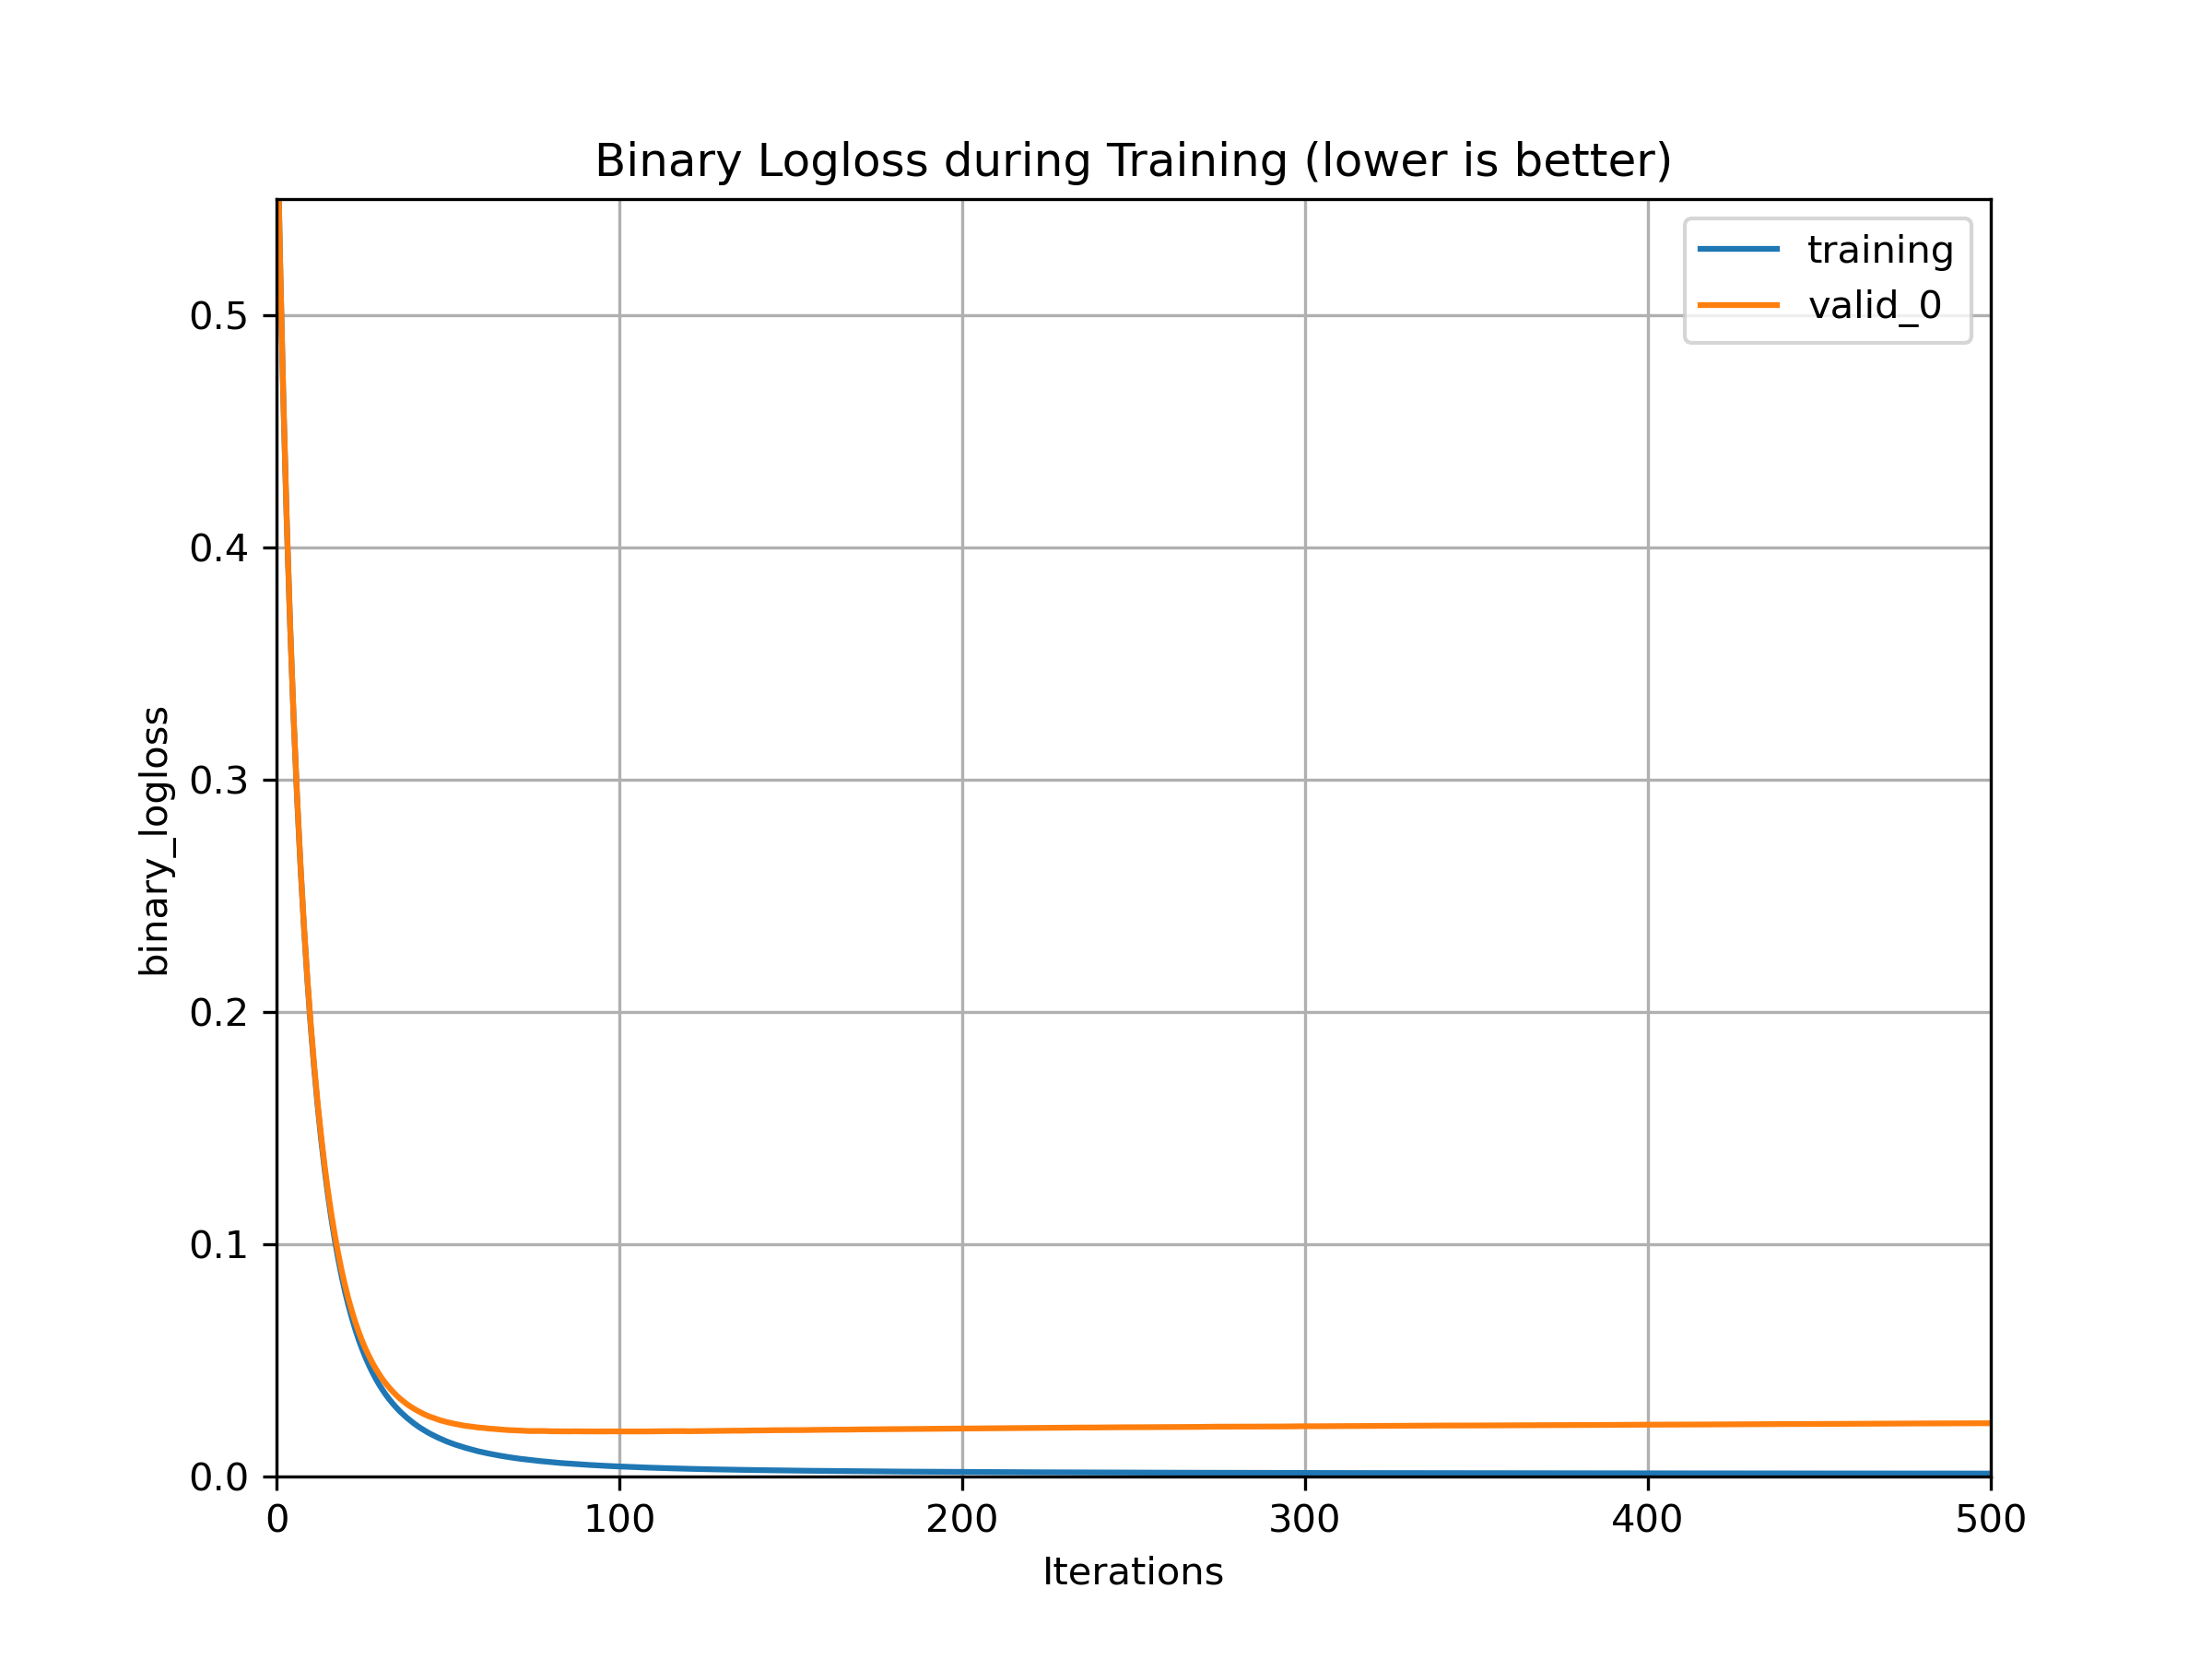 Binary Logloss during Training (lower is better)
training
valid_0
0.5
0.4
0.3
0.2
0.1
0.0
binary_logloss
0 100 200 300 400 500
Iterations